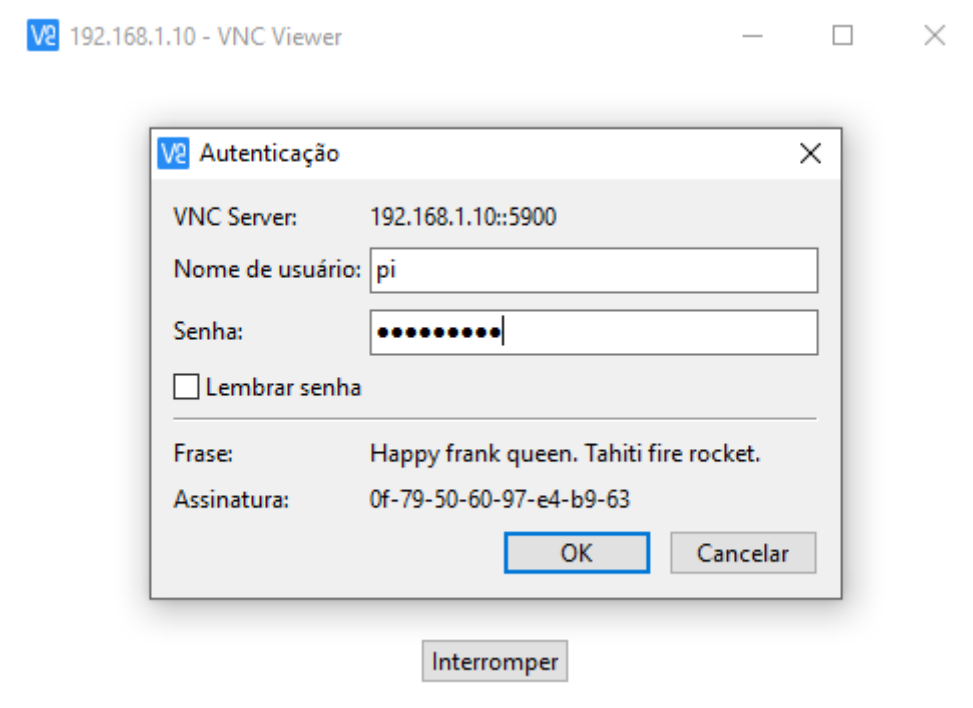 192.168.1.10 - VNC Viewer
Autenticação
VNC Server: 192.168.1.10::5900
Nome de usuário: pi
Senha: •••••••••
Lembrar senha
Frase: Happy frank queen. Tahiti fire rocket.
Assinatura: 0f-79-50-60-97-e4-b9-63
OK Cancelar
Interromper